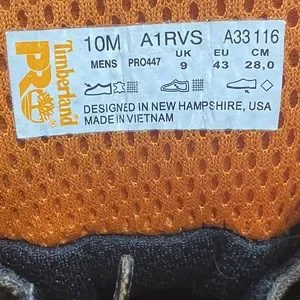 Timberland
PRO
10M A1RVS A33116
MENS PRO447 UK EU CM
9 43 28,0
DESIGNED IN NEW HAMPSHIRE, USA
MADE IN VIETNAM